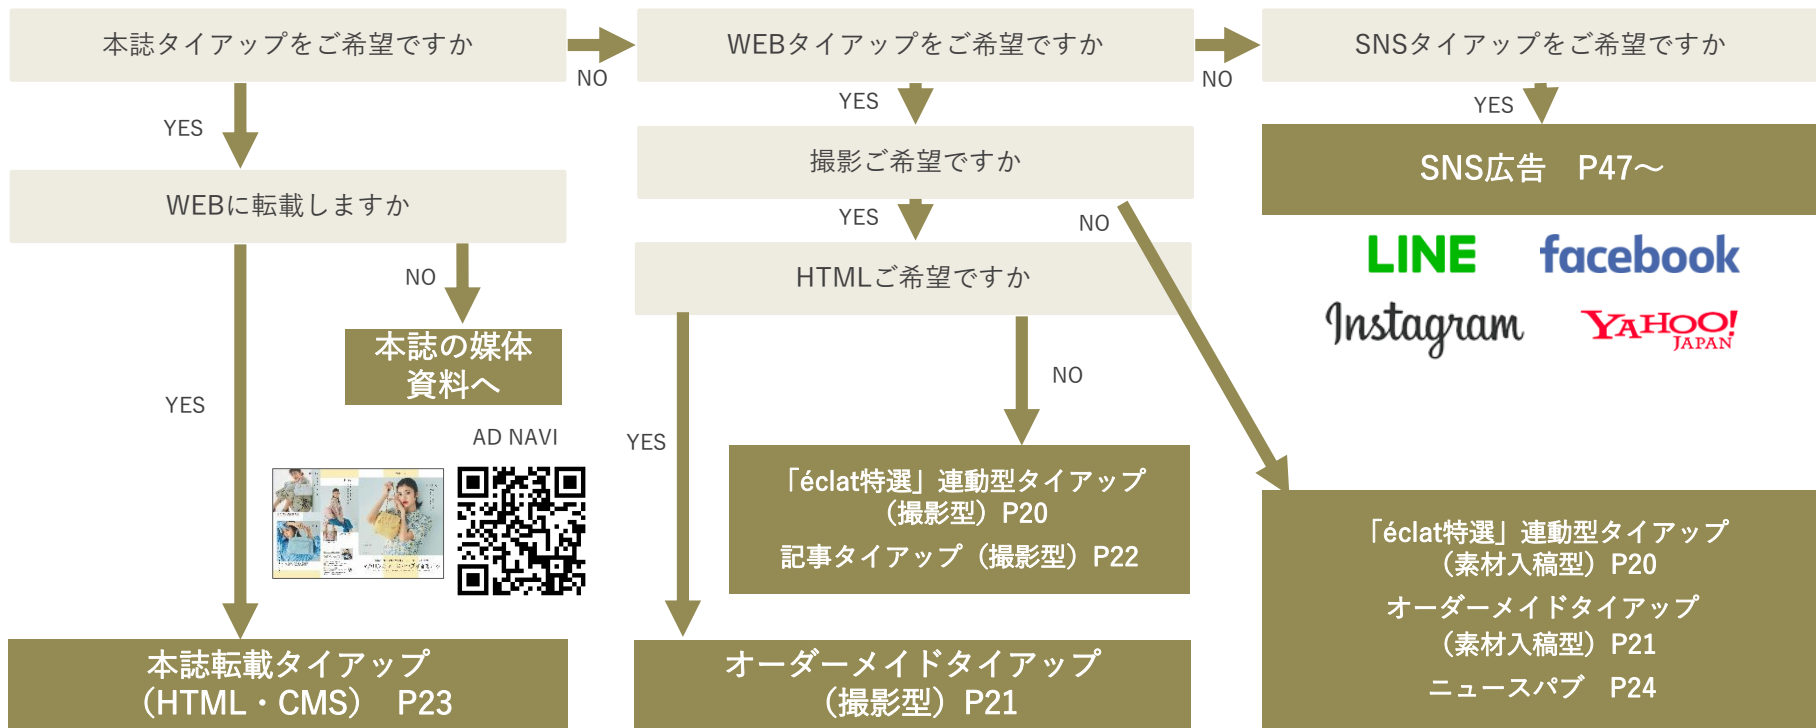 本誌タイアップをご希望ですか
NO
WEBタイアップをご希望ですか
NO
SNSタイアップをご希望ですか
YES
YES
YES
撮影ご希望ですか
SNS広告　P47～
WEBに転載しますか
YES
NO
NO
HTMLご希望ですか
LINE
facebook
Instagram
YAHOO!
JAPAN
本誌の媒体
資料へ
YES
NO
AD NAVI
YES
「éclat特選」連動型タイアップ
（撮影型）P20
記事タイアップ（撮影型）P22
「éclat特選」連動型タイアップ
（素材入稿型）P20
オーダーメイドタイアップ
（素材入稿型）P21
ニュースパブ　P24
本誌転載タイアップ
（HTML・CMS）　P23
オーダーメイドタイアップ
（撮影型）P21